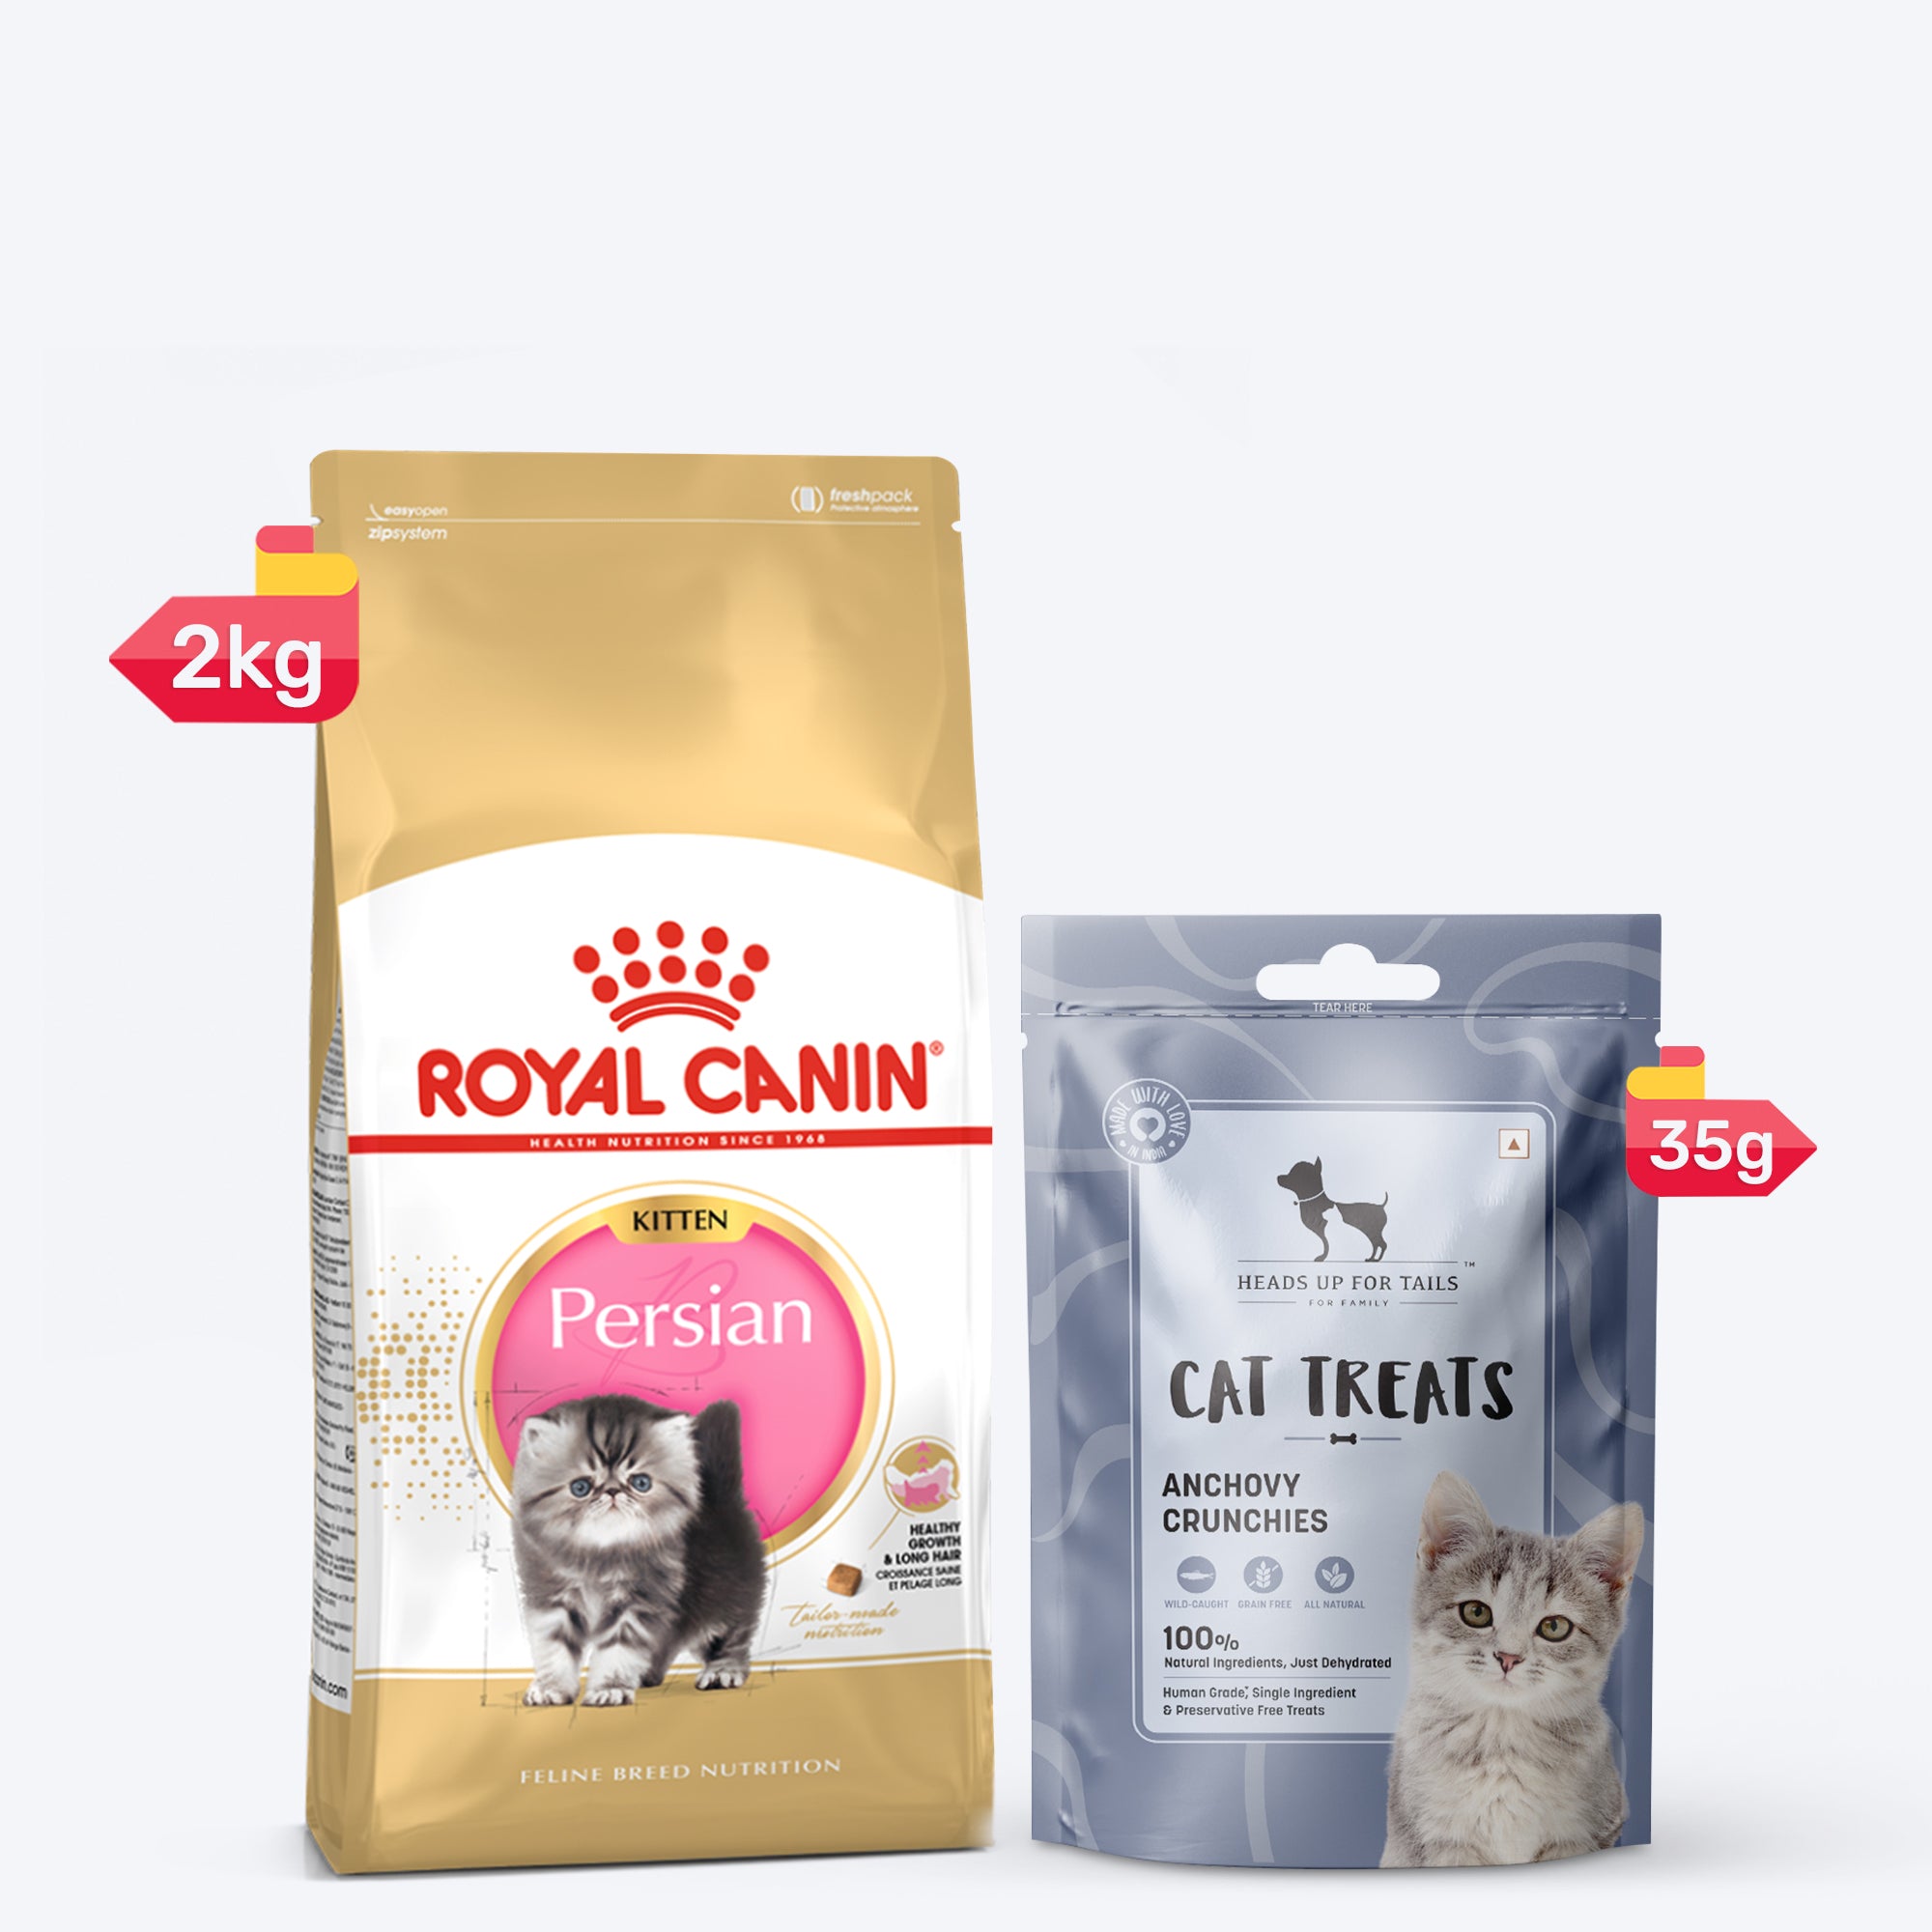 easyopen
zipsystem
freshpack
Protective atmosphere
2kg
ROYAL CANIN®
HEALTH NUTRITION SINCE 1968
KITTEN
Persian
HEALTHY
GROWTH
& LONG HAIR
CROISSANCE SAINE
ET PELAGE LONG
tailor-made
nutrition
FELINE BREED NUTRITION
TEAR HERE
MADE WITH LOVE
IN INDIA
35g
HEADS UP FOR TAILS™
FOR FAMILY
CAT TREATS
ANCHOVY
CRUNCHIES
WILD-CAUGHT GRAIN FREE ALL NATURAL
100%
Natural Ingredients, Just Dehydrated
Human Grade*, Single Ingredient
& Preservative Free Treats